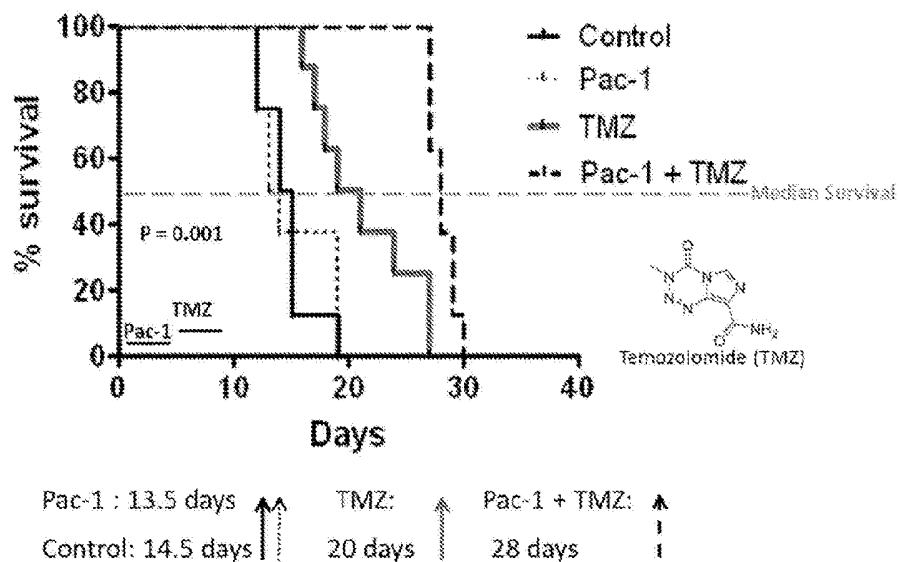 100
80
60
40
20
0
% survival
0 10 20 30 40
Days
Control
Pac-1
TMZ
Pac-1 + TMZ
Median Survival
P = 0.001
TMZ
Pac-1
O
N
N
N
N
N
O
NH2
Temozolomide (TMZ)
Pac-1 : 13.5 days TMZ: Pac-1 + TMZ:
Control: 14.5 days 20 days 28 days